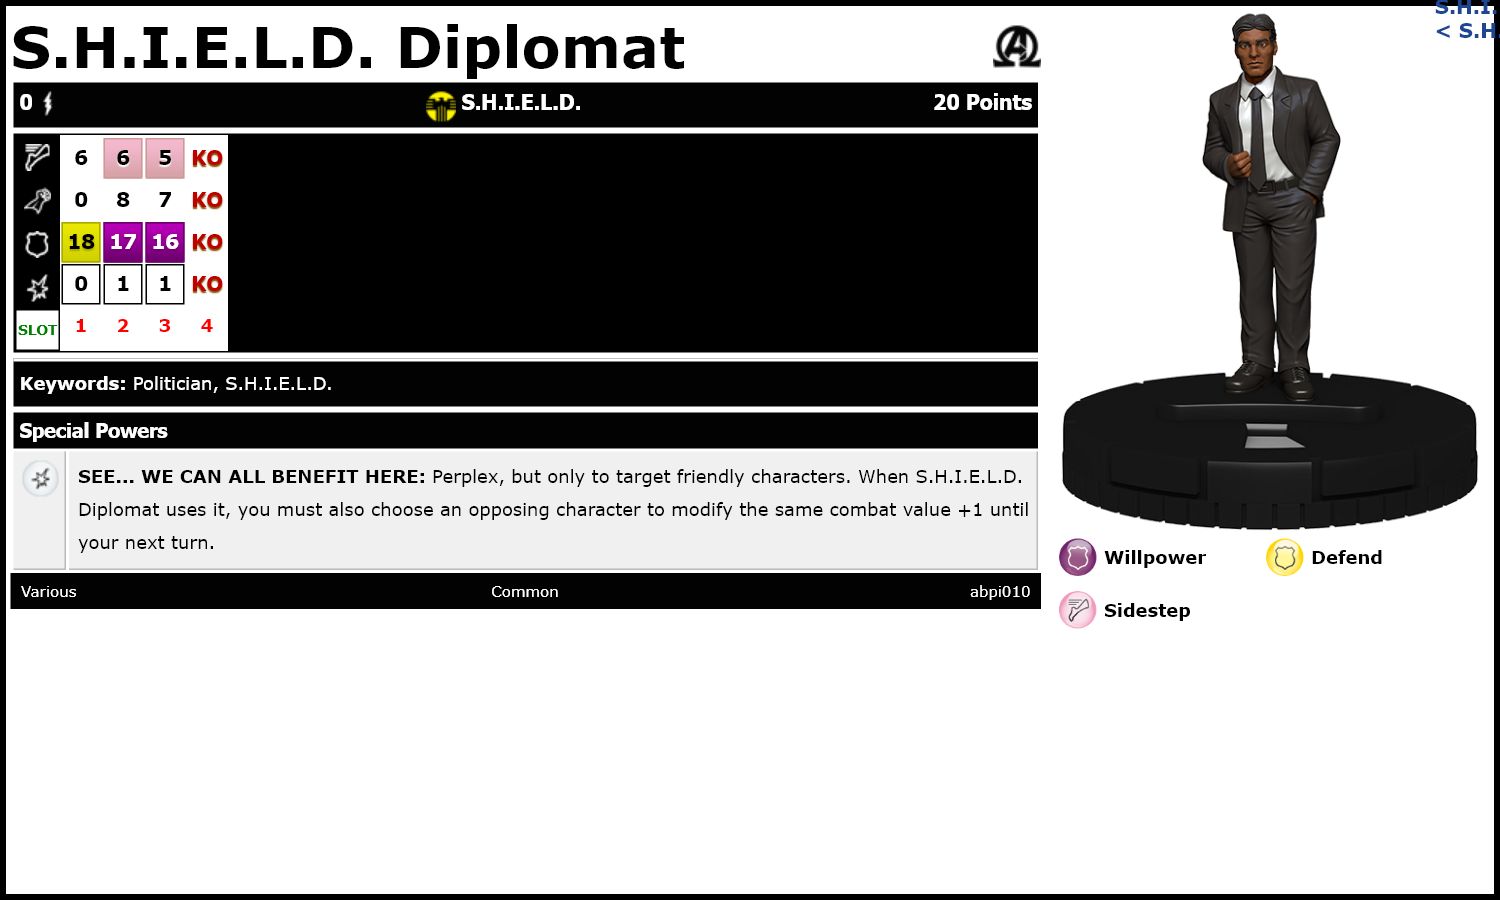 S.H.I.E.L.D. Diplomat
S.H.I.
< S.H.
0
S.H.I.E.L.D.
20 Points
6 6 5 KO
0 8 7 KO
18 17 16 KO
0 1 1 KO
SLOT 1 2 3 4
Keywords: Politician, S.H.I.E.L.D.
Special Powers
SEE... WE CAN ALL BENEFIT HERE: Perplex, but only to target friendly characters. When S.H.I.E.L.D.
Diplomat uses it, you must also choose an opposing character to modify the same combat value +1 until
your next turn.
Various
Common
abpi010
Willpower
Defend
Sidestep